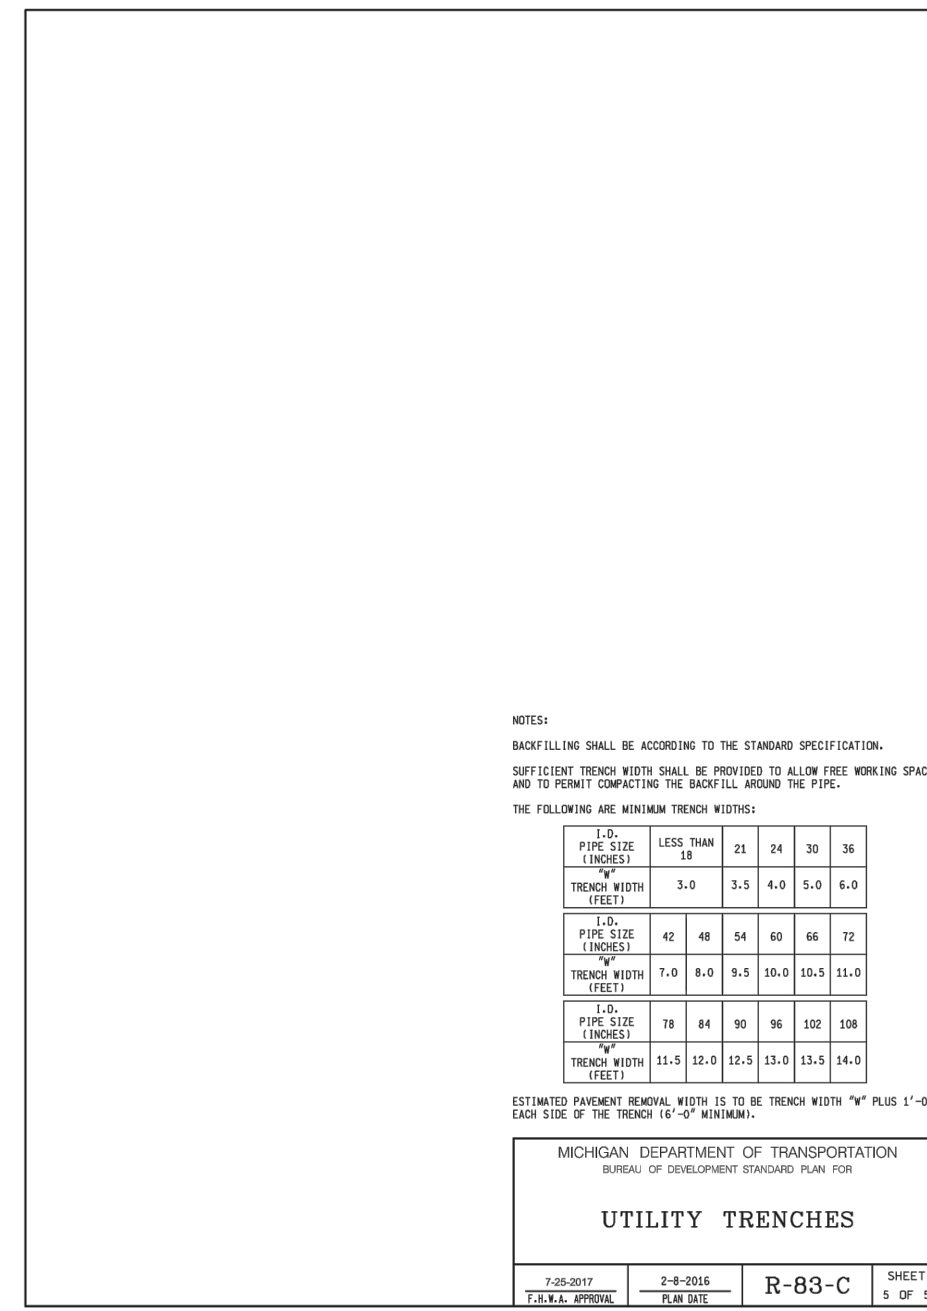 NOTES:
BACKFILLING SHALL BE ACCORDING TO THE STANDARD SPECIFICATION.
SUFFICIENT TRENCH WIDTH SHALL BE PROVIDED TO ALLOW FREE WORKING SPAC
AND TO PERMIT COMPACTING THE BACKFILL AROUND THE PIPE.
THE FOLLOWING ARE MINIMUM TRENCH WIDTHS:
I.D. PIPE SIZE (INCHES) LESS THAN 18 21 24 30 36
"W" TRENCH WIDTH (FEET) 3.0 3.5 4.0 5.0 6.0
I.D. PIPE SIZE (INCHES) 42 48 54 60 66 72
"W" TRENCH WIDTH (FEET) 7.0 8.0 9.5 10.0 10.5 11.0
I.D. PIPE SIZE (INCHES) 78 84 90 96 102 108
"W" TRENCH WIDTH (FEET) 11.5 12.0 12.5 13.0 13.5 14.0
ESTIMATED PAVEMENT REMOVAL WIDTH IS TO BE TRENCH WIDTH "W" PLUS 1'-0
EACH SIDE OF THE TRENCH (6'-0" MINIMUM).
MICHIGAN DEPARTMENT OF TRANSPORTATION
BUREAU OF DEVELOPMENT STANDARD PLAN FOR
UTILITY TRENCHES
7-25-2017
F.H.W.A. APPROVAL
2-8-2016
PLAN DATE
R-83-C
SHEET
5 OF 5